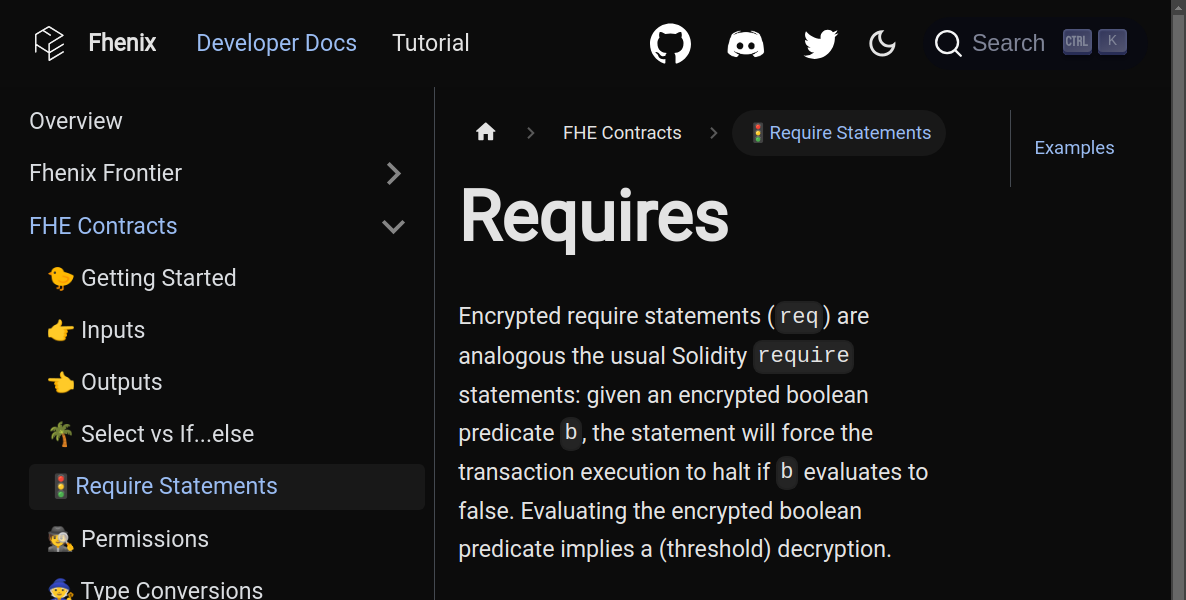 Fhenix Developer Docs Tutorial Search CTRL K
Overview
Fhenix Frontier
FHE Contracts
🐤 Getting Started
👉 Inputs
👈 Outputs
🌴 Select vs If...else
🚦 Require Statements
🕵️ Permissions
🧙 Type Conversions
FHE Contracts 🚦 Require Statements
Requires
Encrypted require statements (req) are
analogous the usual Solidity require
statements: given an encrypted boolean
predicate b, the statement will force the
transaction execution to halt if b evaluates to
false. Evaluating the encrypted boolean
predicate implies a (threshold) decryption.
Examples